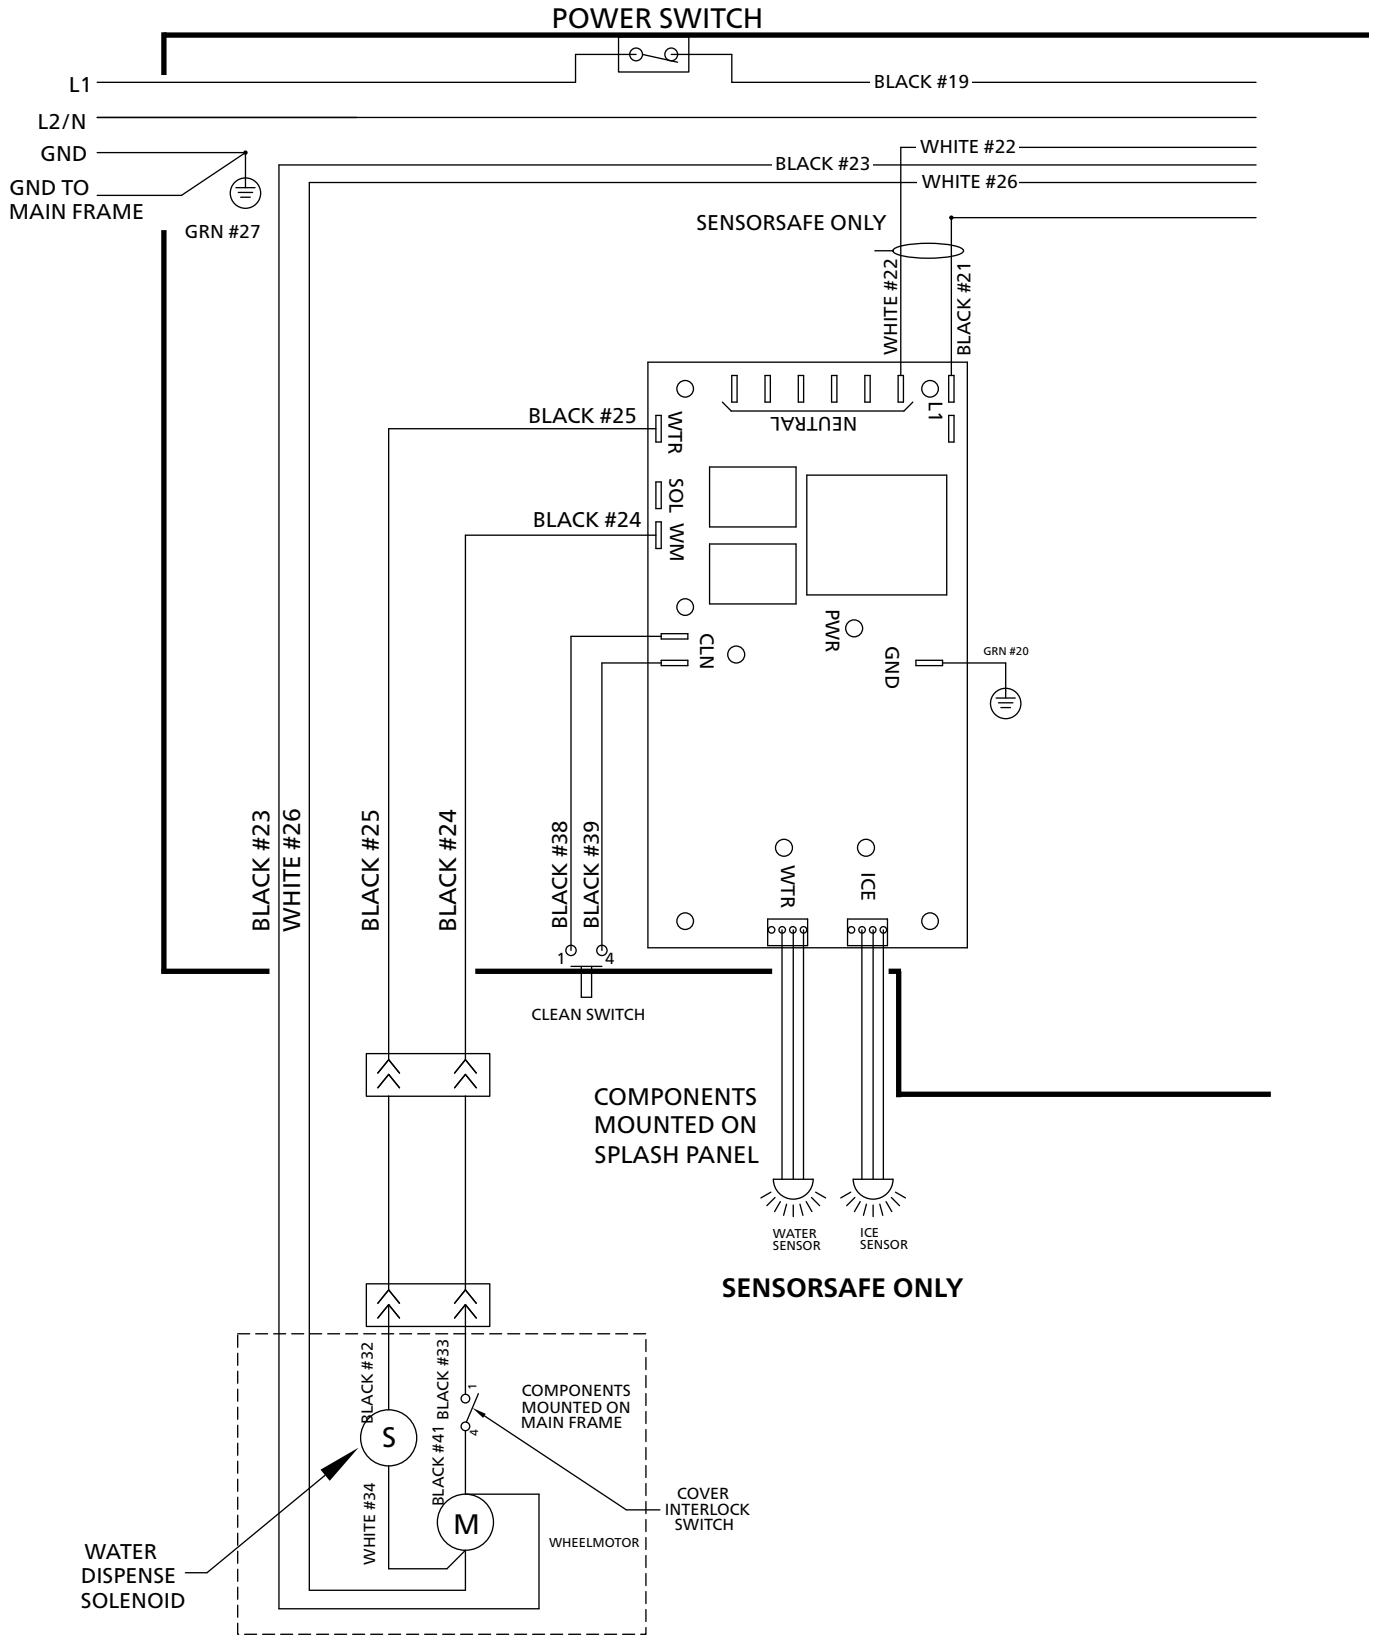 POWER SWITCH
L1
BLACK #19
L2/N
GND
WHITE #22
BLACK #23
GND TO
MAIN FRAME
WHITE #26
GRN #27
SENSORSAFE ONLY
WHITE #22
BLACK #21
BLACK #25
WTR
NEUTRAL
L1
SOL
BLACK #24
WM
CLN
PWR
GND
GRN #20
BLACK #23
WHITE #26
BLACK #25
BLACK #24
BLACK #38
BLACK #39
WTR
ICE
1
4
CLEAN SWITCH
COMPONENTS
MOUNTED ON
SPLASH PANEL
WATER
SENSOR
ICE
SENSOR
SENSORSAFE ONLY
BLACK #32
BLACK #33
1
COMPONENTS
MOUNTED ON
MAIN FRAME
S
4
BLACK #41
WHITE #34
M
COVER
INTERLOCK
SWITCH
WHEELMOTOR
WATER
DISPENSE
SOLENOID